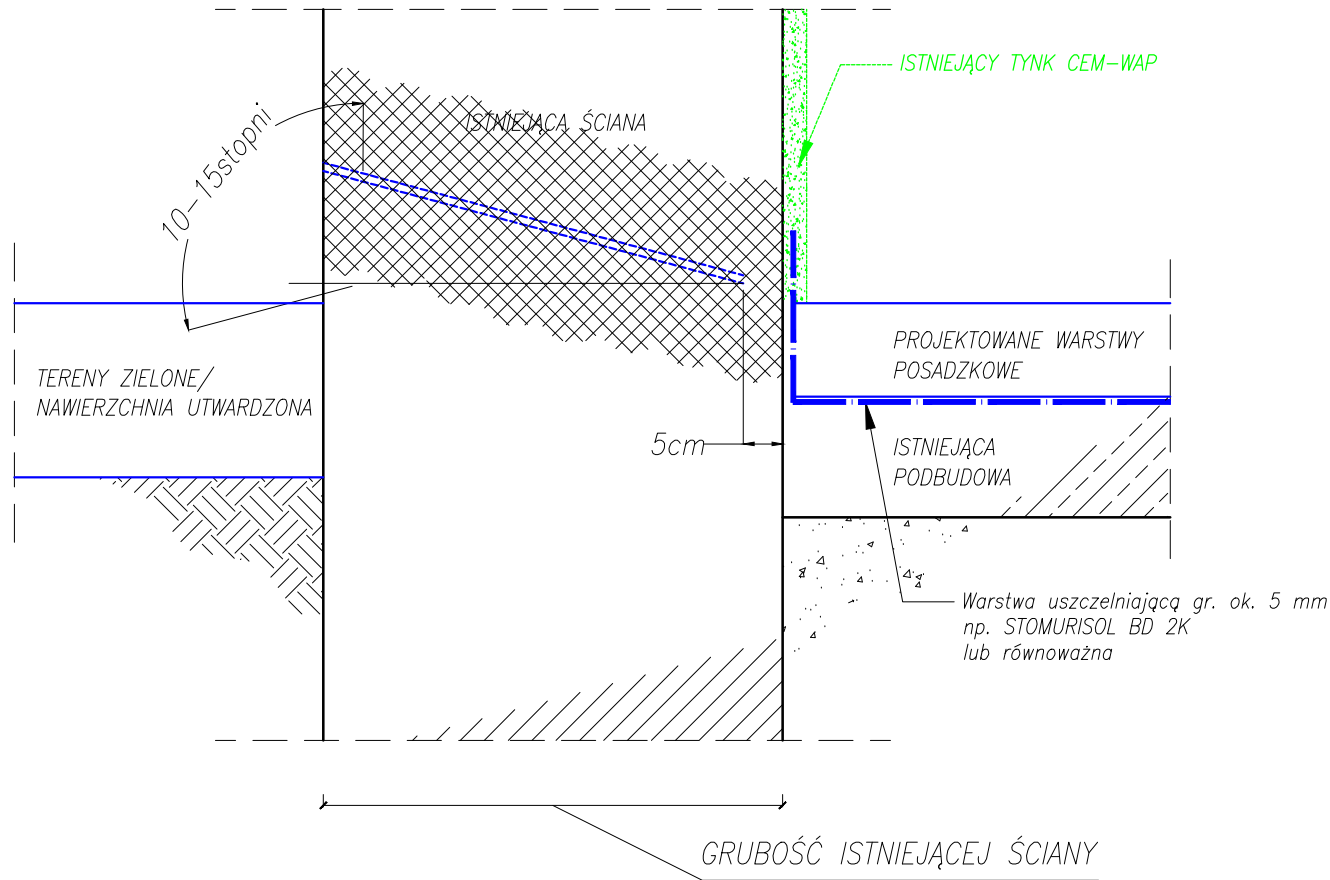 ISTNIEJĄCY TYNK CEM-WAP
ISTNIEJĄCA ŚCIANA
10-15stopni
PROJEKTOWANE WARSTWY
POSADZKOWE
TERENY ZIELONE/
NAWIERZCHNIA UTWARDZONA
5cm
ISTNIEJĄCA
PODBUDOWA
Warstwa uszczelniającą gr. ok. 5 mm
np. STOMURISOL BD 2K
lub równoważna
GRUBOŚĆ ISTNIEJĄCEJ ŚCIANY